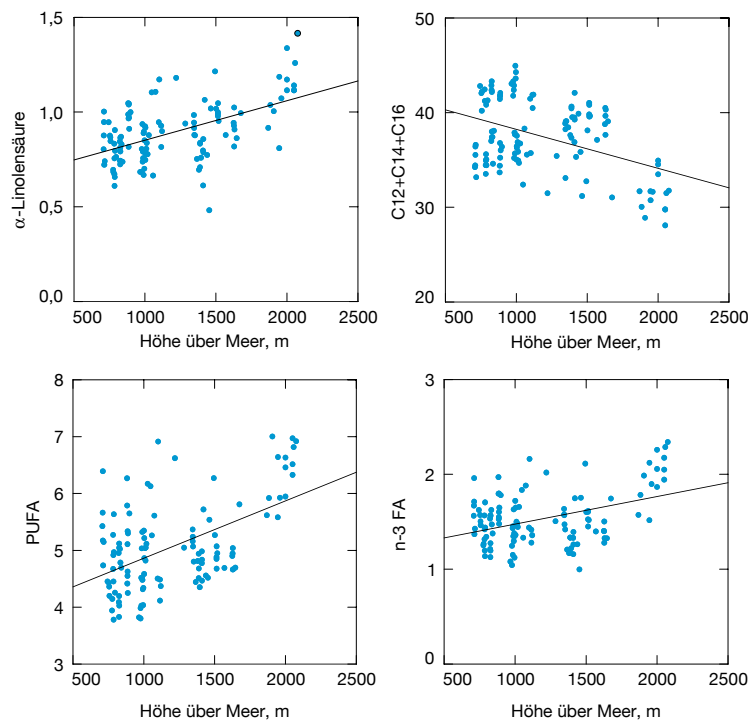 1,5
1,0
0,5
0,0
α-Linolensäure
500 1000 1500 2000 2500
Höhe über Meer, m
50
40
30
20
C12+C14+C16
500 1000 1500 2000 2500
Höhe über Meer, m
8
7
6
5
4
3
PUFA
500 1000 1500 2000 2500
Höhe über Meer, m
3
2
1
0
n-3 FA
500 1000 1500 2000 2500
Höhe über Meer, m